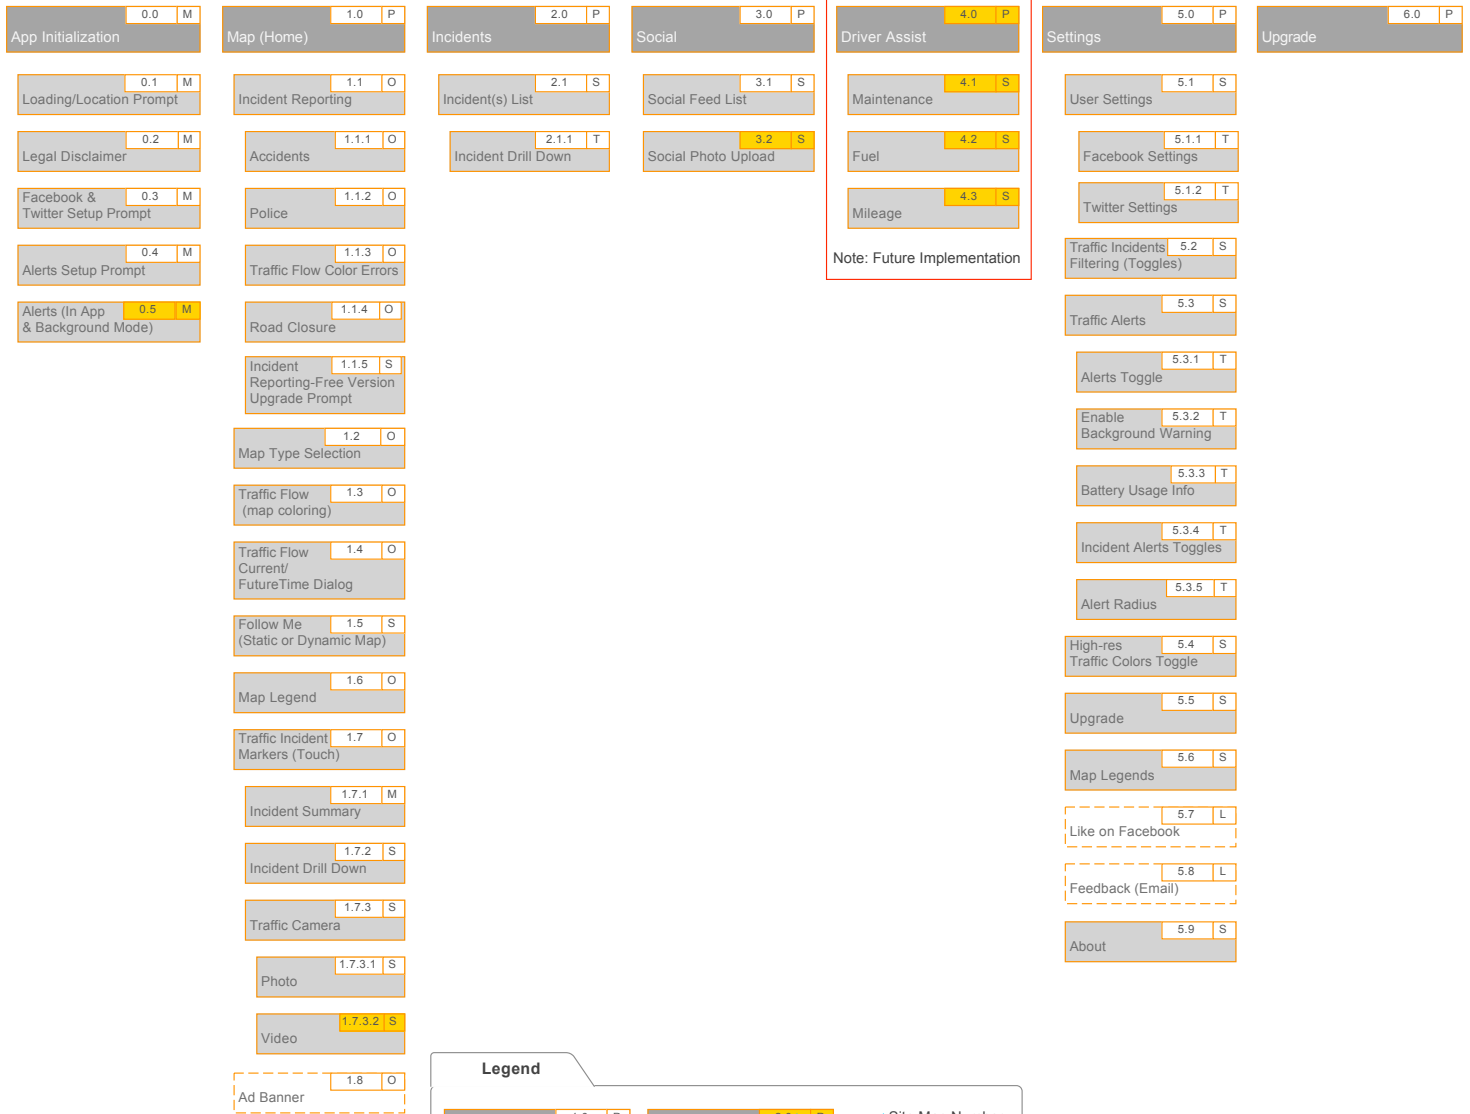 0.0 M
App Initialization
0.1 M
Loading/Location Prompt
0.2 M
Legal Disclaimer
Facebook & 0.3 M
Twitter Setup Prompt
0.4 M
Alerts Setup Prompt
Alerts (In App 0.5 M
& Background Mode)
1.0 P
Map (Home)
1.1 O
Incident Reporting
1.1.1 O
Accidents
1.1.2 O
Police
1.1.3 O
Traffic Flow Color Errors
1.1.4 O
Road Closure
Incident 1.1.5 S
Reporting-Free Version
Upgrade Prompt
1.2 O
Map Type Selection
Traffic Flow 1.3 O
(map coloring)
Traffic Flow 1.4 O
Current/
FutureTime Dialog
Follow Me 1.5 S
(Static or Dynamic Map)
1.6 O
Map Legend
Traffic Incident 1.7 O
Markers (Touch)
1.7.1 M
Incident Summary
1.7.2 S
Incident Drill Down
1.7.3 S
Traffic Camera
1.7.3.1 S
Photo
1.7.3.2 S
Video
1.8 O
Ad Banner
2.0 P
Incidents
2.1 S
Incident(s) List
2.1.1 T
Incident Drill Down
3.0 P
Social
3.1 S
Social Feed List
3.2 S
Social Photo Upload
4.0 P
Driver Assist
4.1 S
Maintenance
4.2 S
Fuel
4.3 S
Mileage
Note: Future Implementation
5.0 P
Settings
5.1 S
User Settings
5.1.1 T
Facebook Settings
5.1.2 T
Twitter Settings
Traffic Incidents 5.2 S
Filtering (Toggles)
5.3 S
Traffic Alerts
5.3.1 T
Alerts Toggle
Enable 5.3.2 T
Background Warning
5.3.3 T
Battery Usage Info
5.3.4 T
Incident Alerts Toggles
5.3.5 T
Alert Radius
High-res 5.4 S
Traffic Colors Toggle
5.5 S
Upgrade
5.6 S
Map Legends
5.7 L
Like on Facebook
5.8 L
Feedback (Email)
5.9 S
About
6.0 P
Upgrade
Legend